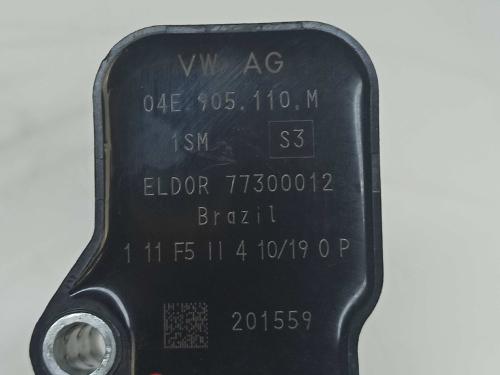 VW AG
04E.905.110.M
1SM S3
ELDOR 77300012
Brazil
1 11 F5 II 4 10/19 0 P
201559